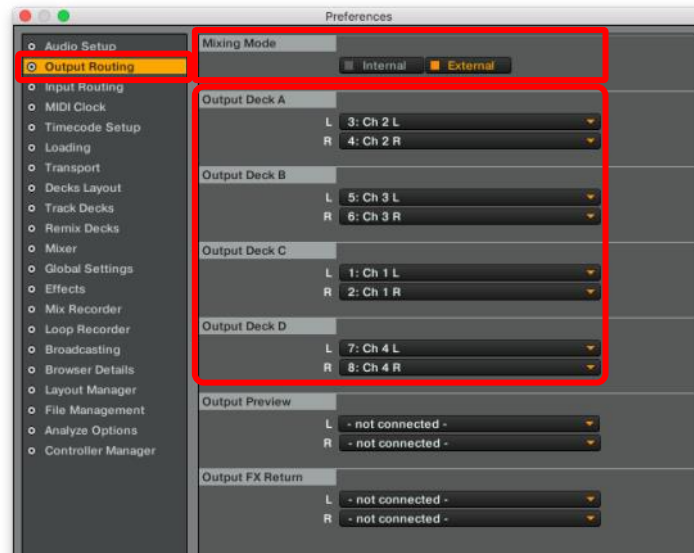 Preferences
Audio Setup
Output Routing
Input Routing
MIDI Clock
Timecode Setup
Loading
Transport
Decks Layout
Track Decks
Remix Decks
Mixer
Global Settings
Effects
Mix Recorder
Loop Recorder
Broadcasting
Browser Details
Layout Manager
File Management
Analyze Options
Controller Manager
Mixing Mode
Internal External
Output Deck A
L 3: Ch 2 L
R 4: Ch 2 R
Output Deck B
L 5: Ch 3 L
R 6: Ch 3 R
Output Deck C
L 1: Ch 1 L
R 2: Ch 1 R
Output Deck D
L 7: Ch 4 L
R 8: Ch 4 R
Output Preview
L - not connected -
R - not connected -
Output FX Return
L - not connected -
R - not connected -